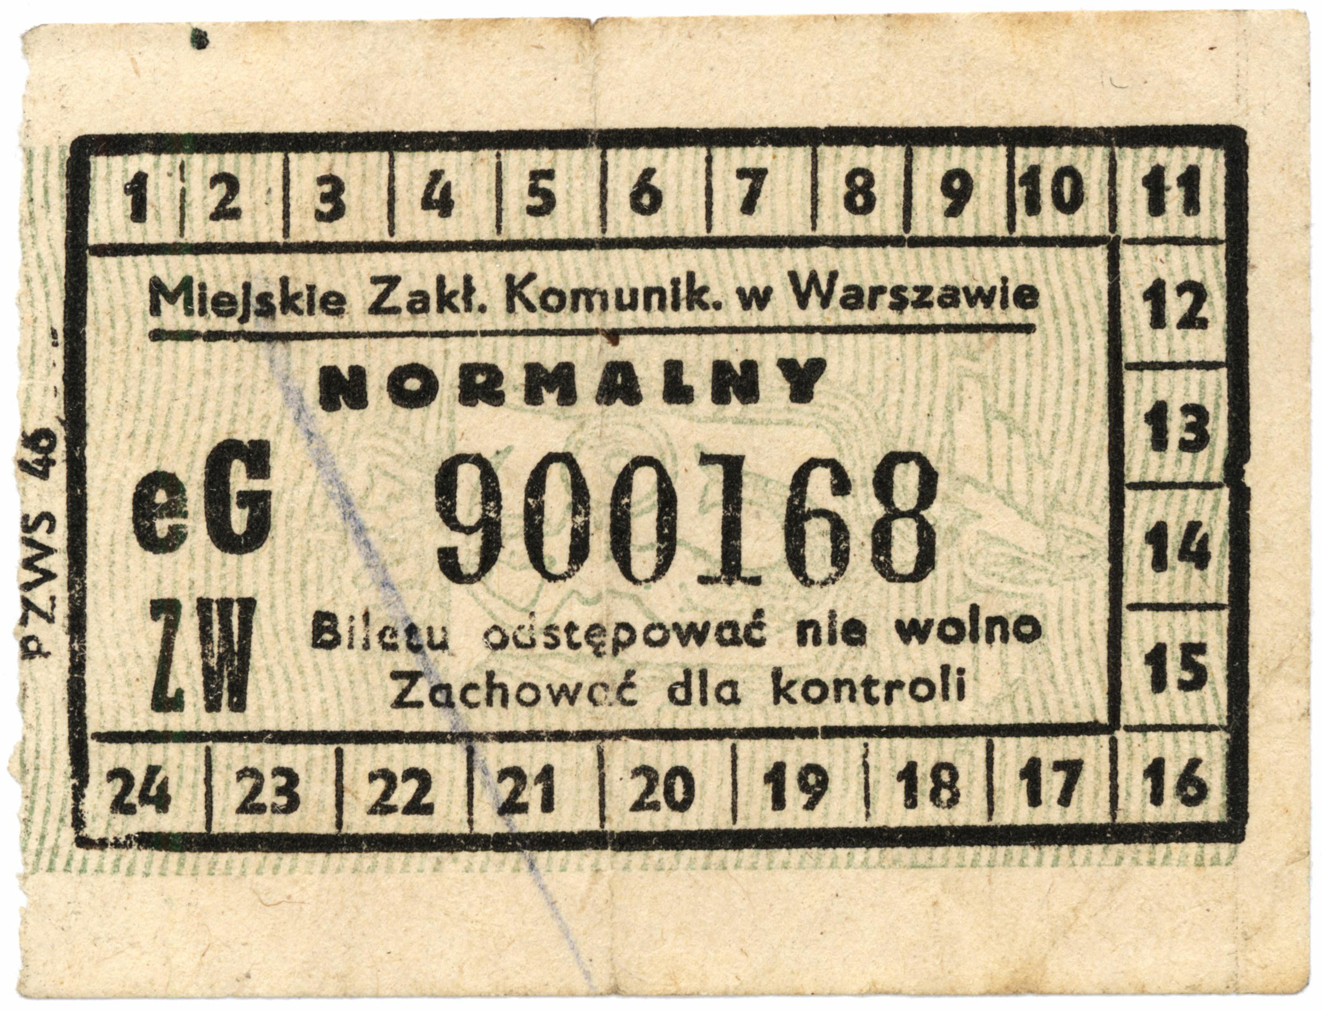 1 2 3 4 5 6 7 8 9 10 11
Miejskie Zakł. Komunik. w Warszawie
12
NORMALNY
13
eG 900168
14
ZW
Biletu odstępować nie wolno
15
Zachować dla kontroli
24 23 22 21 20 19 18 17 16
PZWS 46